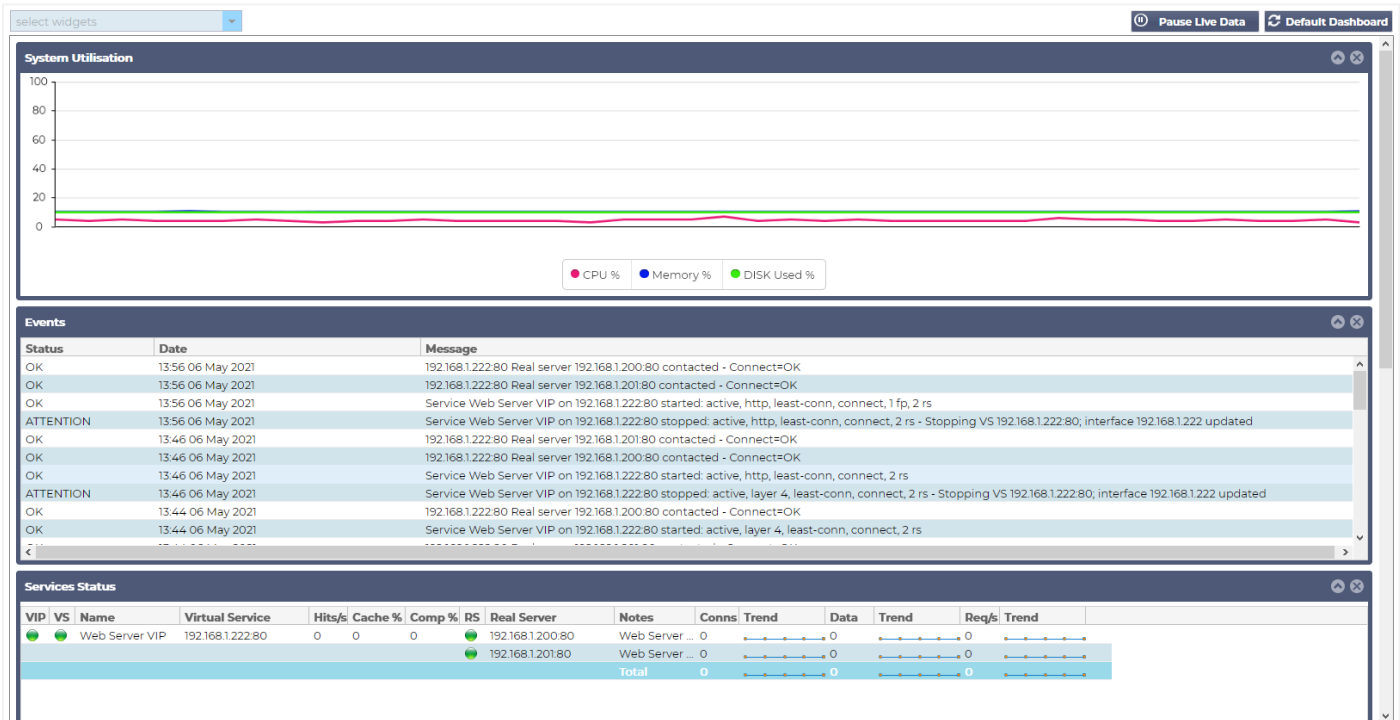 select widgets
Pause Live Data Default Dashboard
System Utilisation
100
80
60
40
20
0
CPU % Memory % DISK Used %
Events
Status Date Message
OK 13:56 06 May 2021 192.168.1.222:80 Real server 192.168.1.200:80 contacted - Connect=OK
OK 13:56 06 May 2021 192.168.1.222:80 Real server 192.168.1.201:80 contacted - Connect=OK
OK 13:56 06 May 2021 Service Web Server VIP on 192.168.1.222:80 started: active, http, least-conn, connect, 1 fp, 2 rs
ATTENTION 13:56 06 May 2021 Service Web Server VIP on 192.168.1.222:80 stopped: active, http, least-conn, connect, 2 rs - Stopping VS 192.168.1.222:80; interface 192.168.1.222 updated
OK 13:46 06 May 2021 192.168.1.222:80 Real server 192.168.1.201:80 contacted - Connect=OK
OK 13:46 06 May 2021 192.168.1.222:80 Real server 192.168.1.200:80 contacted - Connect=OK
OK 13:46 06 May 2021 Service Web Server VIP on 192.168.1.222:80 started: active, http, least-conn, connect, 2 rs
ATTENTION 13:46 06 May 2021 Service Web Server VIP on 192.168.1.222:80 stopped: active, layer 4, least-conn, connect, 2 rs - Stopping VS 192.168.1.222:80; interface 192.168.1.222 updated
OK 13:44 06 May 2021 192.168.1.222:80 Real server 192.168.1.200:80 contacted - Connect=OK
OK 13:44 06 May 2021 Service Web Server VIP on 192.168.1.222:80 started: active, layer 4, least-conn, connect, 2 rs
Services Status
VIP VS Name Virtual Service Hits/s Cache % Comp % RS Real Server Notes Conns Trend Data Trend Req/s Trend
Web Server VIP 192.168.1.222:80 0 0 0 192.168.1.200:80 Web Server ... 0 0 0
192.168.1.201:80 Web Server ... 0 0 0
Total 0 0 0